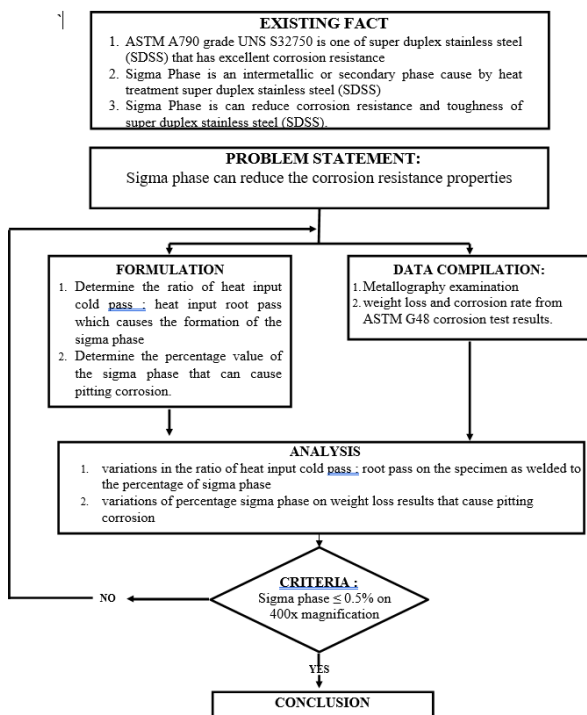 `
EXISTING FACT
1. ASTM A790 grade UNS S32750 is one of super duplex stainless steel
(SDSS) that has excellent corrosion resistance
2. Sigma Phase is an intermetallic or secondary phase cause by heat
treatment super duplex stainless steel (SDSS)
3. Sigma Phase is can reduce corrosion resistance and toughness of
super duplex stainless steel (SDSS).
PROBLEM STATEMENT:
Sigma phase can reduce the corrosion resistance properties
FORMULATION
1. Determine the ratio of heat input
cold pass : heat input root pass
which causes the formation of the
sigma phase
2. Determine the percentage value of
the sigma phase that can cause
pitting corrosion.
DATA COMPILATION:
1. Metallography examination
2. weight loss and corrosion rate from
ASTM G48 corrosion test results.
ANALYSIS
1. variations in the ratio of heat input cold pass : root pass on the specimen as welded to
the percentage of sigma phase
2. variations of percentage sigma phase on weight loss results that cause pitting
corrosion
CRITERIA :
Sigma phase ≤ 0.5% on
400x magnification
NO
YES
CONCLUSION